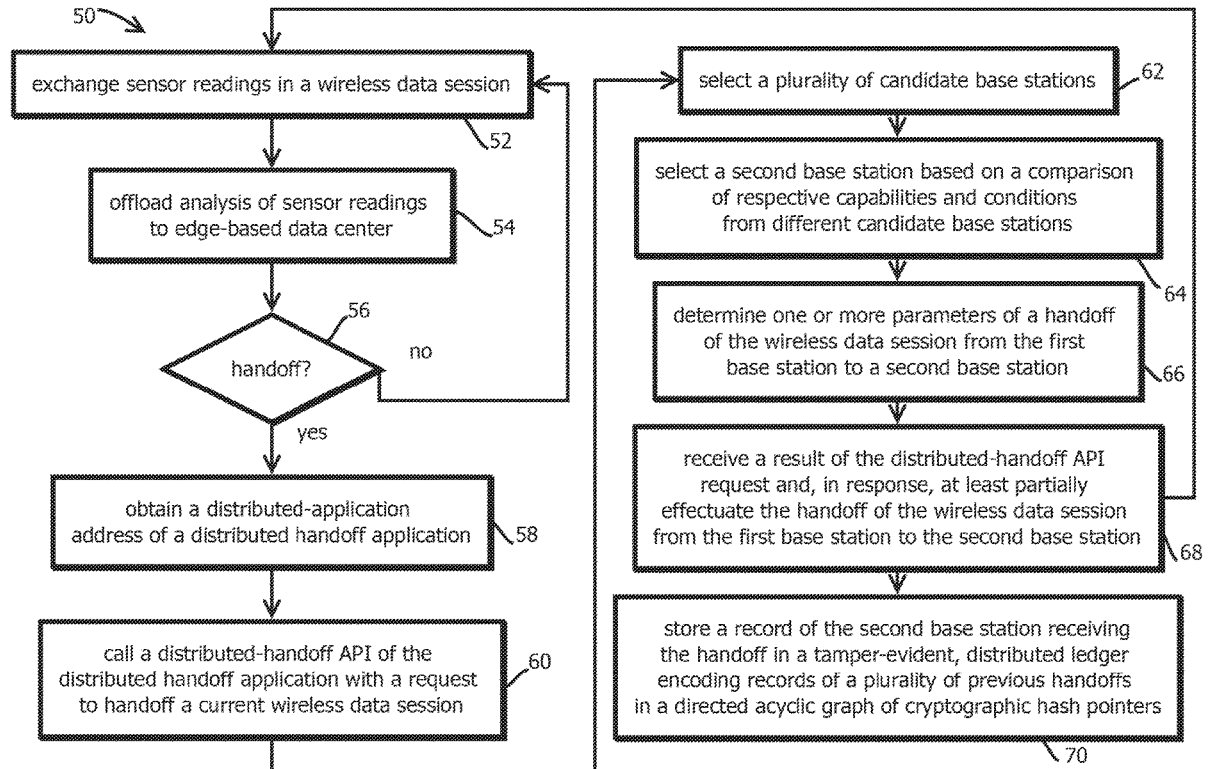 50
exchange sensor readings in a wireless data session
52
offload analysis of sensor readings
to edge-based data center
54
56
handoff?
no
yes
obtain a distributed-application
address of a distributed handoff application
58
call a distributed-handoff API of the
distributed handoff application with a request
to handoff a current wireless data session
60
select a plurality of candidate base stations
62
select a second base station based on a comparison
of respective capabilities and conditions
from different candidate base stations
64
determine one or more parameters of a handoff
of the wireless data session from the first
base station to a second base station
66
receive a result of the distributed-handoff API
request and, in response, at least partially
effectuate the handoff of the wireless data session
from the first base station to the second base station
68
store a record of the second base station receiving
the handoff in a tamper-evident, distributed ledger
encoding records of a plurality of previous handoffs
in a directed acyclic graph of cryptographic hash pointers
70